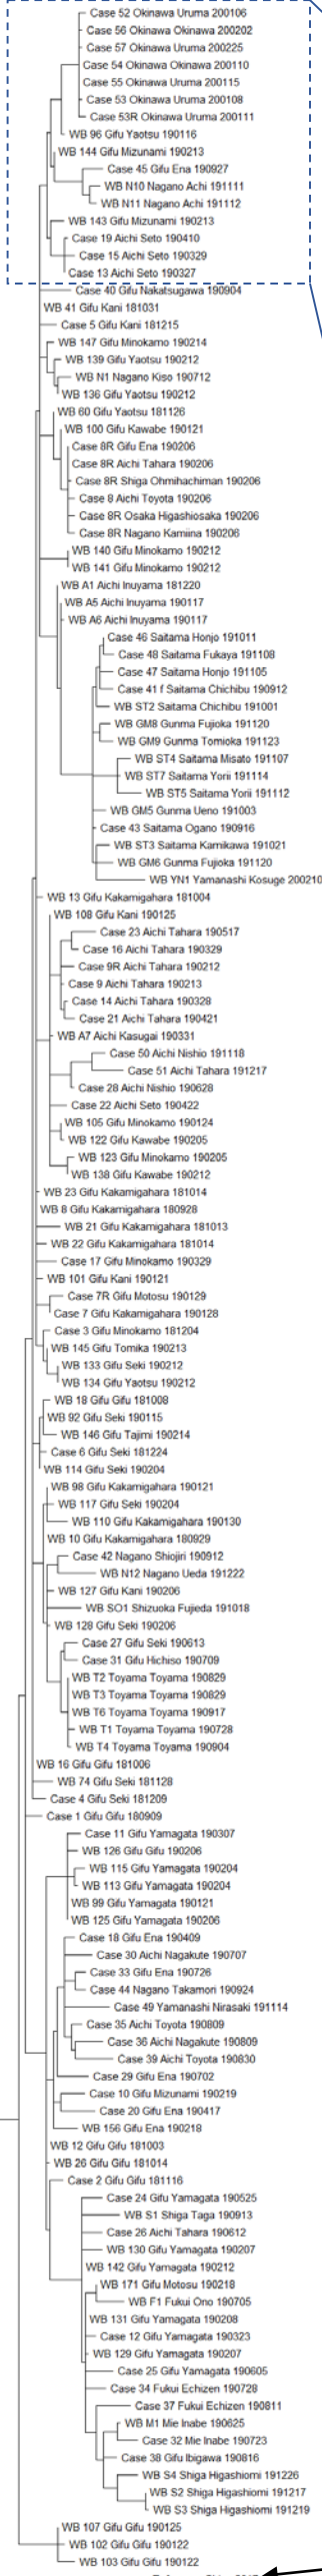 Case 52 Okinawa Uruma 200106
Case 56 Okinawa Okinawa 200202
Case 57 Okinawa Uruma 200225
Case 54 Okinawa Okinawa 200110
Case 55 Okinawa Uruma 200115
Case 53 Okinawa Uruma 200108
Case 53R Okinawa Uruma 200111
WB 96 Gifu Yaotsu 190116
WB 144 Gifu Mizunami 190213
Case 45 Gifu Ena 190927
WB N10 Nagano Achi 191111
WB N11 Nagano Achi 191112
WB 143 Gifu Mizunami 190213
Case 19 Aichi Seto 190410
Case 15 Aichi Seto 190329
Case 13 Aichi Seto 190327
Case 40 Gifu Nakatsugawa 190904
WB 41 Gifu Kani 181031
Case 5 Gifu Kani 181215
WB 147 Gifu Minokamo 190214
WB 139 Gifu Yaotsu 190212
WB N1 Nagano Kiso 190712
WB 136 Gifu Yaotsu 190212
WB 60 Gifu Yaotsu 181126
WB 100 Gifu Kawabe 190121
Case 8R Gifu Ena 190206
Case 8R Aichi Tahara 190206
Case 8R Shiga Ohmihachiman 190206
Case 8 Aichi Toyota 190206
Case 8R Osaka Higashiosaka 190206
Case 8R Nagano Kamiina 190206
WB 140 Gifu Minokamo 190212
WB 141 Gifu Minokamo 190212
WB A1 Aichi Inuyama 181220
WB A5 Aichi Inuyama 190117
WB A6 Aichi Inuyama 190117
Case 46 Saitama Honjo 191011
Case 48 Saitama Fukaya 191108
Case 47 Saitama Honjo 191105
Case 41 f Saitama Chichibu 190912
WB ST2 Saitama Chichibu 191001
WB GM8 Gunma Fujioka 191120
WB GM9 Gunma Tomioka 191123
WB ST4 Saitama Misato 191107
WB ST7 Saitama Yorii 191114
WB ST5 Saitama Yorii 191112
WB GM5 Gunma Ueno 191003
Case 43 Saitama Ogano 190916
WB ST3 Saitama Kamikawa 191021
WB GM6 Gunma Fujioka 191120
WB YN1 Yamanashi Kosuge 200210
WB 13 Gifu Kakamigahara 181004
WB 108 Gifu Kani 190125
Case 23 Aichi Tahara 190517
Case 16 Aichi Tahara 190329
Case 9R Aichi Tahara 190212
Case 9 Aichi Tahara 190213
Case 14 Aichi Tahara 190328
Case 21 Aichi Tahara 190421
WB A7 Aichi Kasugai 190331
Case 50 Aichi Nishio 191118
Case 51 Aichi Tahara 191217
Case 28 Aichi Nishio 190628
Case 22 Aichi Seto 190422
WB 105 Gifu Minokamo 190124
WB 122 Gifu Kawabe 190205
WB 123 Gifu Minokamo 190205
WB 138 Gifu Kawabe 190212
WB 23 Gifu Kakamigahara 181014
WB 8 Gifu Kakamigahara 180928
WB 21 Gifu Kakamigahara 181013
WB 22 Gifu Kakamigahara 181014
Case 17 Gifu Minokamo 190329
WB 101 Gifu Kani 190121
Case 7R Gifu Motosu 190129
Case 7 Gifu Kakamigahara 190128
Case 3 Gifu Minokamo 181204
WB 145 Gifu Tomika 190213
WB 133 Gifu Seki 190212
WB 134 Gifu Yaotsu 190212
WB 18 Gifu Gifu 181008
WB 92 Gifu Seki 190115
WB 146 Gifu Tajimi 190214
Case 6 Gifu Seki 181224
WB 114 Gifu Seki 190204
WB 98 Gifu Kakamigahara 190121
WB 117 Gifu Seki 190204
WB 110 Gifu Kakamigahara 190130
WB 10 Gifu Kakamigahara 180929
Case 42 Nagano Shiojiri 190912
WB N12 Nagano Ueda 191222
WB 127 Gifu Kani 190206
WB SO1 Shizuoka Fujieda 191018
WB 128 Gifu Seki 190206
Case 27 Gifu Seki 190613
Case 31 Gifu Hichiso 190709
WB T2 Toyama Toyama 190829
WB T3 Toyama Toyama 190829
WB T6 Toyama Toyama 190917
WB T1 Toyama Toyama 190728
WB T4 Toyama Toyama 190904
WB 16 Gifu Gifu 181006
WB 74 Gifu Seki 181128
Case 4 Gifu Seki 181209
Case 1 Gifu Gifu 180909
Case 11 Gifu Yamagata 190307
WB 126 Gifu Gifu 190206
WB 115 Gifu Yamagata 190204
WB 113 Gifu Yamagata 190204
WB 99 Gifu Yamagata 190121
WB 125 Gifu Yamagata 190206
Case 18 Gifu Ena 190409
Case 30 Aichi Nagakute 190707
Case 33 Gifu Ena 190726
Case 44 Nagano Takamori 190924
Case 49 Yamanashi Nirasaki 191114
Case 35 Aichi Toyota 190809
Case 36 Aichi Nagakute 190809
Case 39 Aichi Toyota 190830
Case 29 Gifu Ena 190702
Case 10 Gifu Mizunami 190219
Case 20 Gifu Ena 190417
WB 156 Gifu Ena 190218
WB 12 Gifu Gifu 181003
WB 26 Gifu Gifu 181014
Case 2 Gifu Gifu 181116
Case 24 Gifu Yamagata 190525
WB S1 Shiga Taga 190913
Case 26 Aichi Tahara 190612
WB 130 Gifu Yamagata 190207
WB 142 Gifu Yamagata 190212
WB 171 Gifu Motosu 190218
WB F1 Fukui Ono 190705
WB 131 Gifu Yamagata 190208
Case 12 Gifu Yamagata 190323
WB 129 Gifu Yamagata 190207
Case 25 Gifu Yamagata 190605
Case 34 Fukui Echizen 190728
Case 37 Fukui Echizen 190811
WB M1 Mie Inabe 190625
Case 32 Mie Inabe 190723
Case 38 Gifu Ibigawa 190816
WB S4 Shiga Higashiomi 191226
WB S2 Shiga Higashiomi 191217
WB S3 Shiga Higashiomi 191219
WB 107 Gifu Gifu 190125
WB 102 Gifu Gifu 190122
WB 103 Gifu Gifu 190122